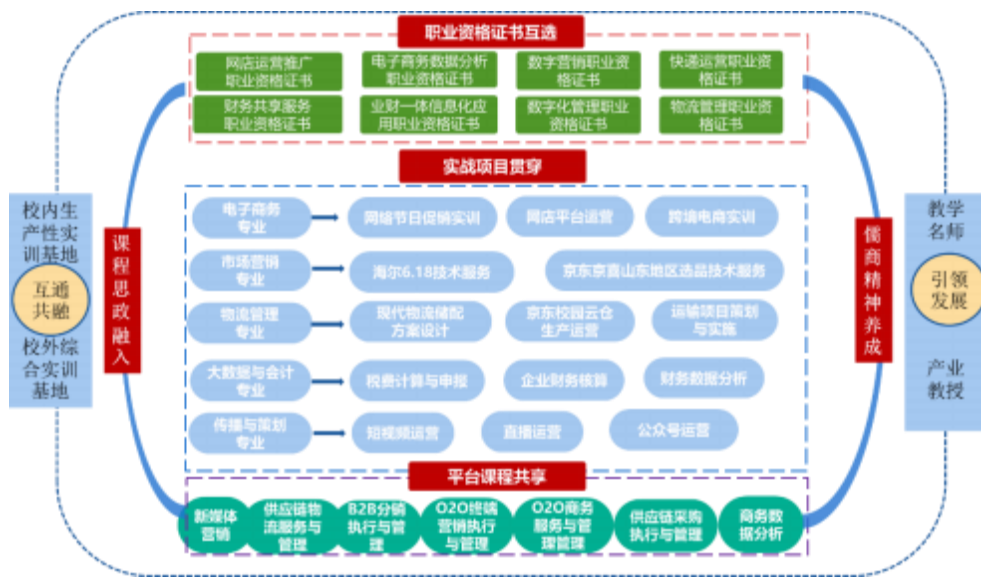 职业资格证书互选
网店运营推广
职业资格证书
电子商务数据分析
职业资格证书
数字营销职业资
格证书
快递运营职业资
格证书
财务共享服务
职业资格证书
业财一体信息化应
用职业资格证书
数字化管理职业
资格证书
物流管理职业资
格证书
实战项目贯穿
电子商务
专业
网络节日促销实训
网店平台运营
跨境电商实训
市场营销
专业
海尔6.18技术服务
京东京喜山东地区选品技术服务
物流管理
专业
现代物流储配
方案设计
京东校园云仓
生产运营
运输项目策划
与实施
大数据与会计
专业
税费计算与申报
企业财务核算
财务数据分析
传播与策划
专业
短视频运营
直播运营
公众号运营
平台课程共享
新媒体
营销
供应链物
流服务与
管理
B2B分销
执行与管
理
O2O终端
营销执行
与管理
O2O商务
服务与管
理管理
供应链采购
执行与管理
商务数
据分析
校内生
产性实
训基地
互通
共融
校外综
合实训
基地
课程思政融入
儒商精神养成
教学
名师
引领
发展
产业
教授